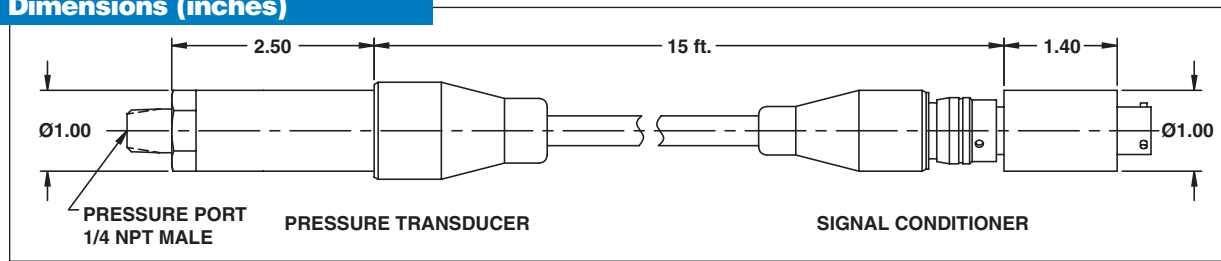 Dimensions (inches)
2.50
15 ft.
1.40
Ø1.00
Ø1.00
PRESSURE PORT
1/4 NPT MALE
PRESSURE TRANSDUCER
SIGNAL CONDITIONER